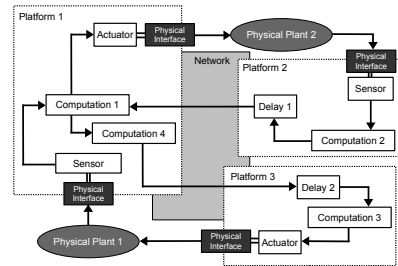 Platform 1
Actuator
Physical
Interface
Physical Plant 2
Network
Platform 2
Physical
Interface
Sensor
Computation 1
Delay 1
Computation 4
Computation 2
Sensor
Physical
Interface
Platform 3
Delay 2
Computation 3
Physical Plant 1
Physical
Interface
Actuator